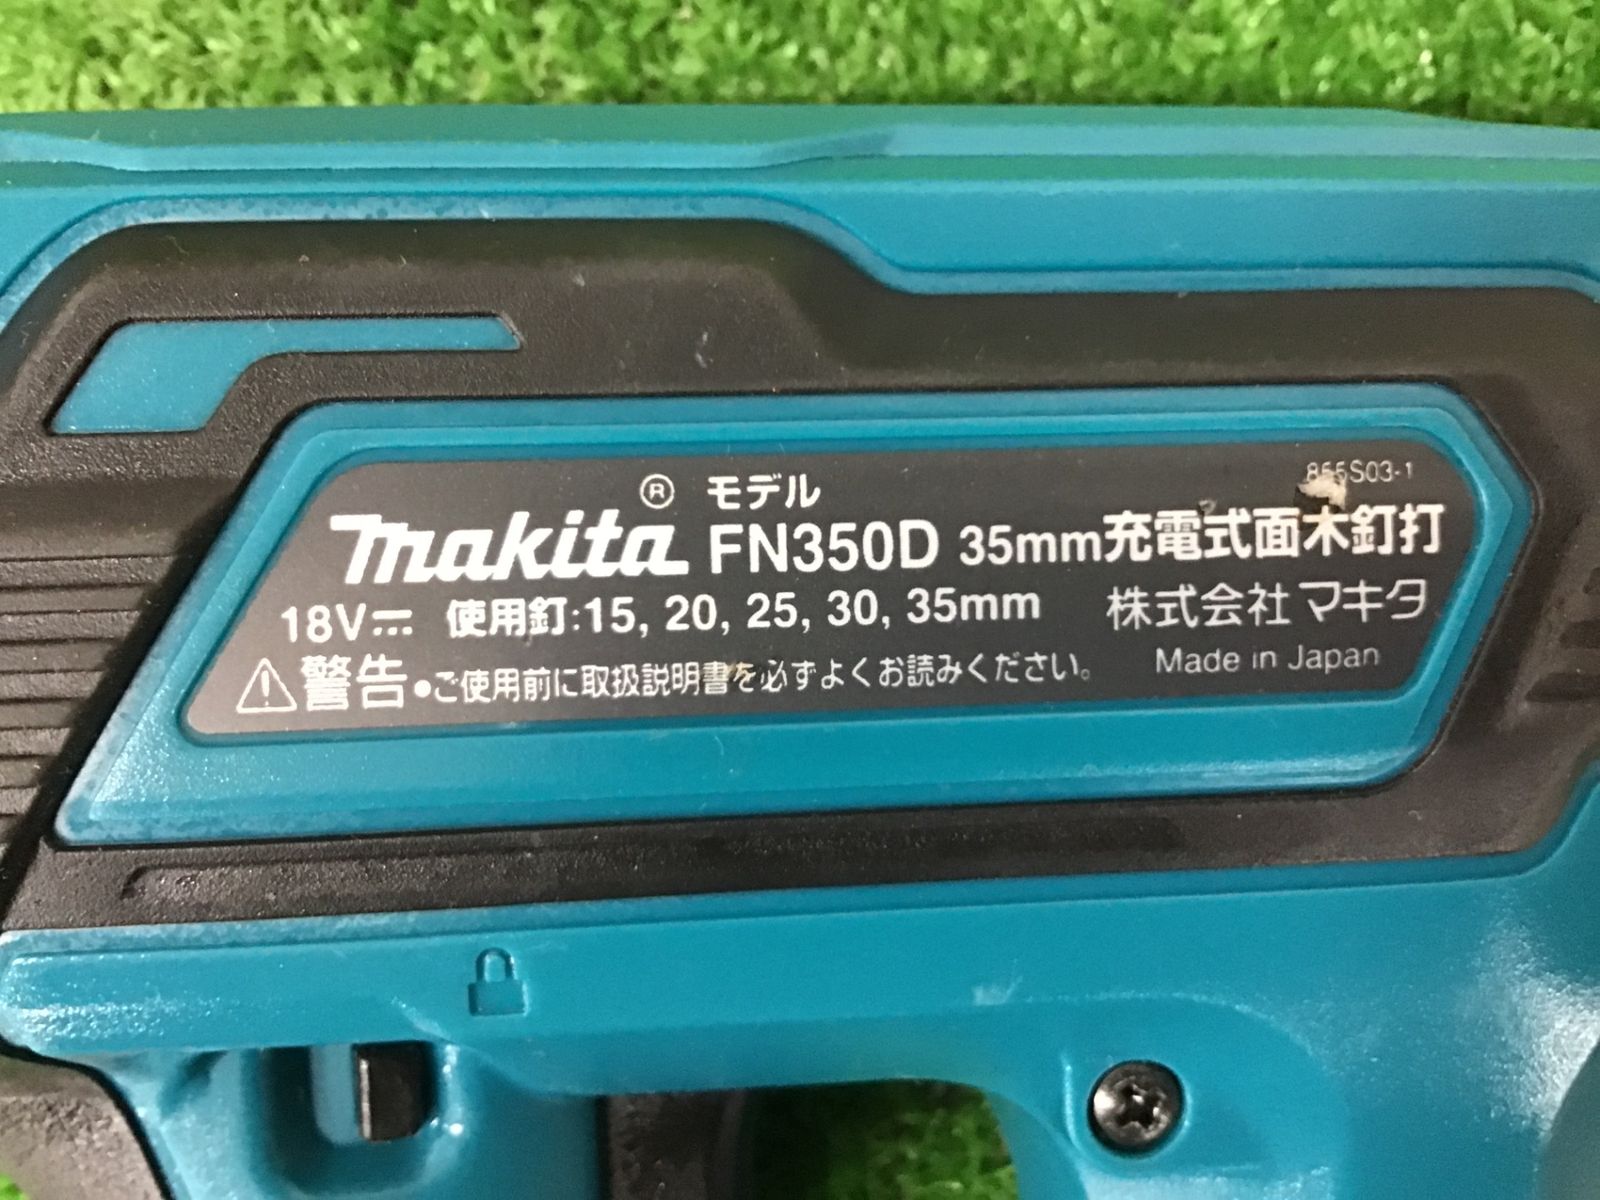 855S03-1
® モデル
makita FN350D 35mm充電式面木釘打
18V 使用釘:15, 20, 25, 30, 35mm 株式会社マキタ
警告 •ご使用前に取扱説明書を必ずよくお読みください。 Made in Japan